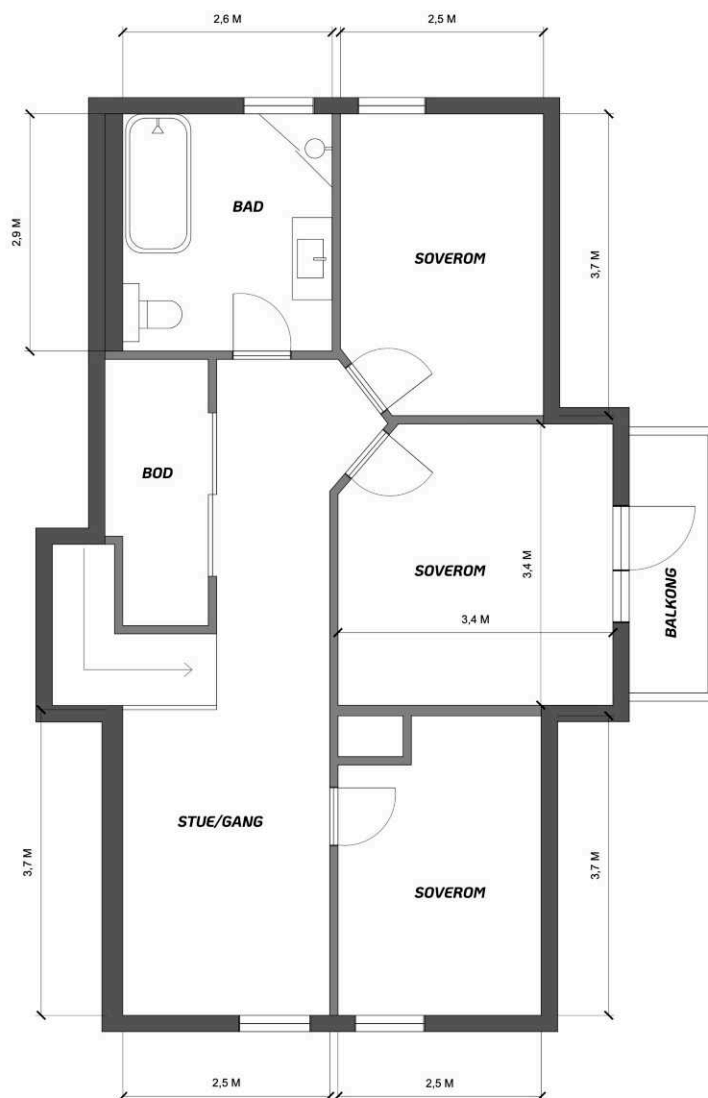 2,6 M
2,5 M
2,9 M
BAD
SOVEROM
3,7 M
BOD
SOVEROM
3,4 M
3,4 M
BALKONG
STUE/GANG
SOVEROM
3,7 M
3,7 M
2,5 M
2,5 M